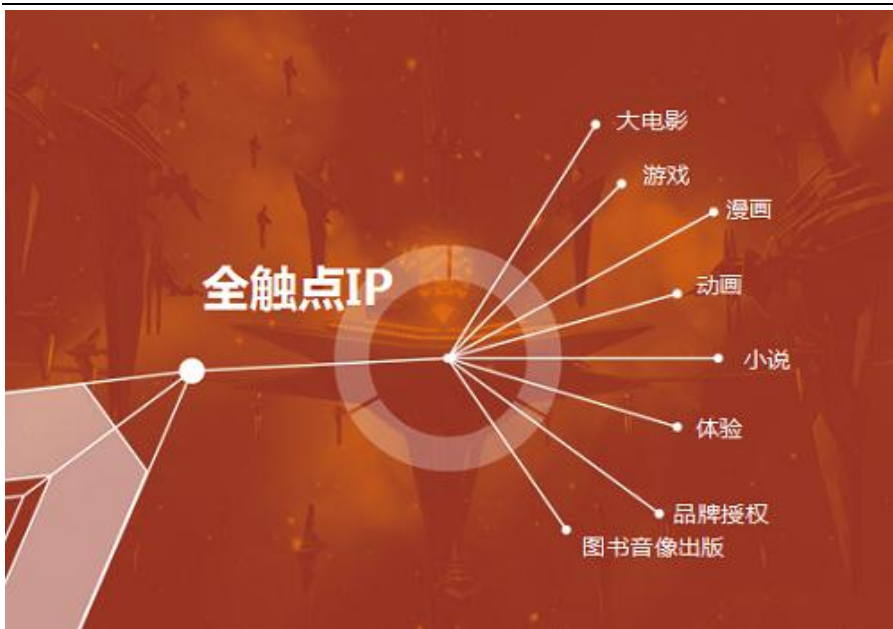 大电影
游戏
漫画
全触点IP
动画
小说
体验
品牌授权
图书音像出版